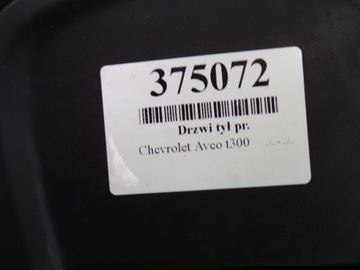 375072
Drzwi tył pr.
Chevrolet Aveo t300